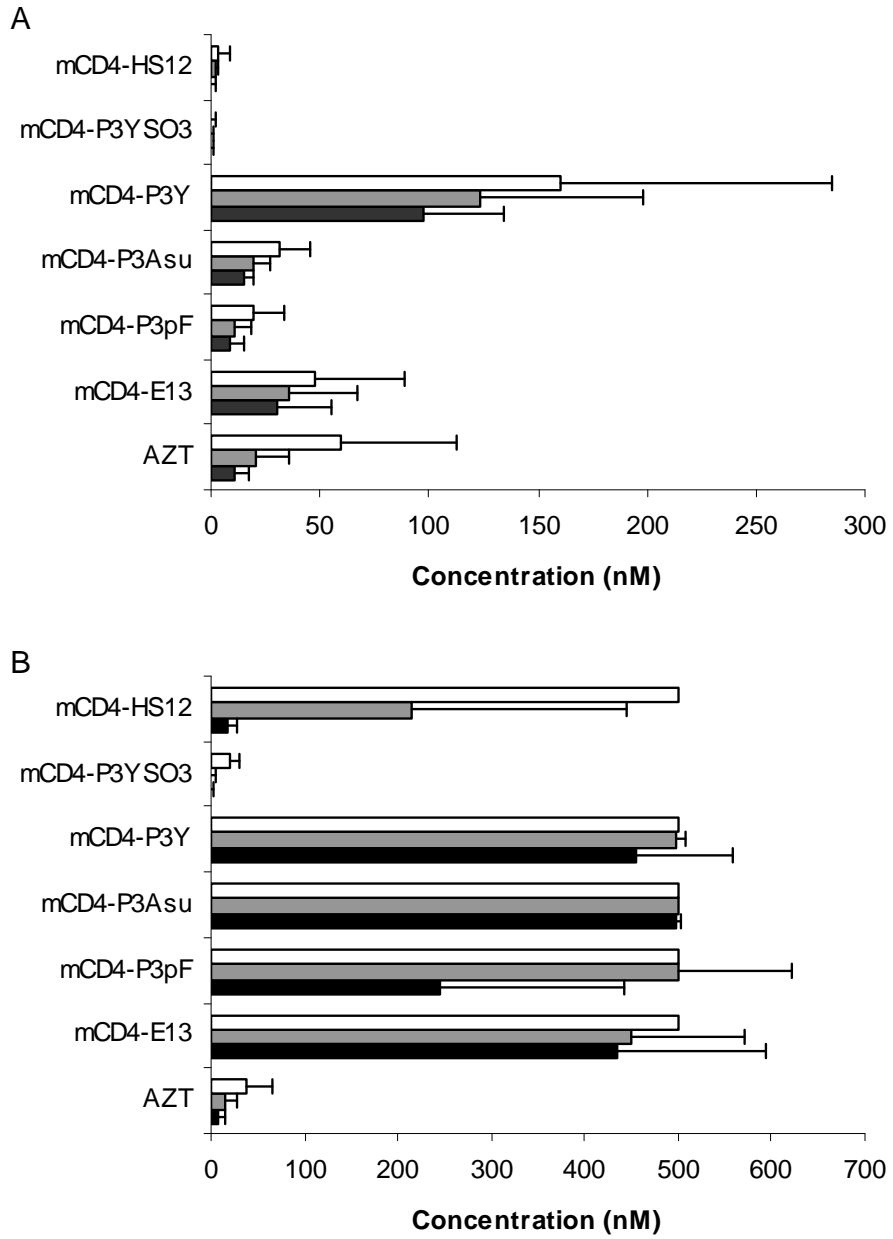 A
mCD4-HS12
mCD4-P3YSO3
mCD4-P3Y
mCD4-P3Asu
mCD4-P3pF
mCD4-E13
AZT
0 50 100 150 200 250 300
Concentration (nM)
B
mCD4-HS12
mCD4-P3YSO3
mCD4-P3Y
mCD4-P3Asu
mCD4-P3pF
mCD4-E13
AZT
0 100 200 300 400 500 600 700
Concentration (nM)